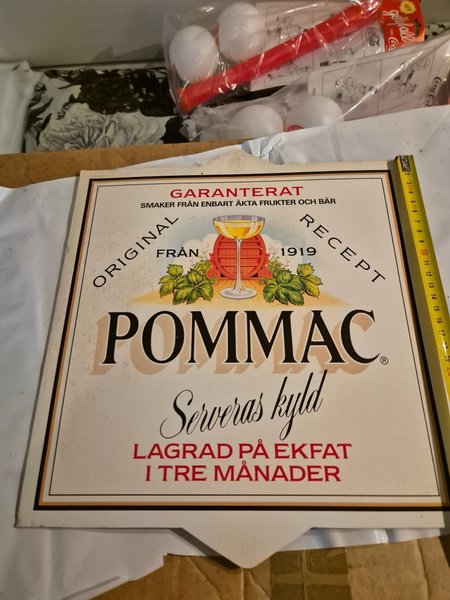 GARANTERAT
SMAKER FRÅN ENBART ÄKTA FRUKTER OCH BÄR
ORIGINAL RECEPT
FRÅN 1919
POMMAC®
Serveras kyld
LAGRAD PÅ EKFAT
I TRE MÅNADER